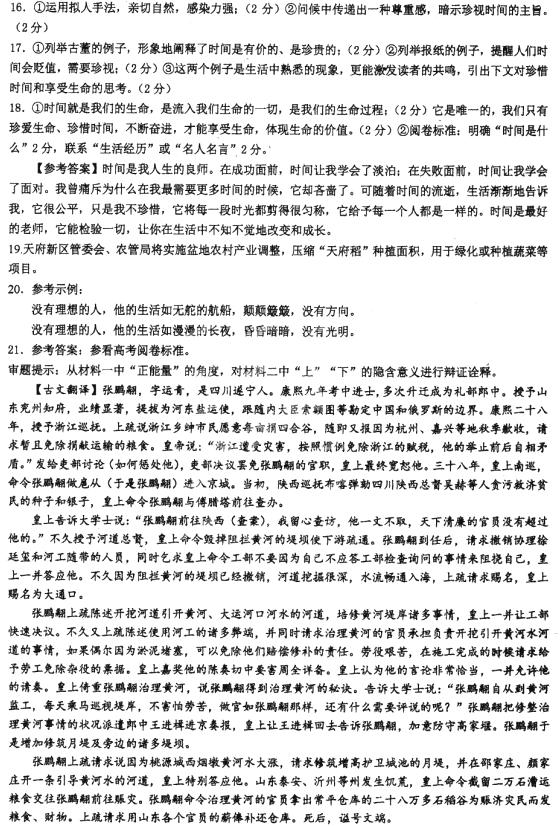 16．①运用拟人手法，亲切自然，感染力强；（2 分）②问候中传递出一种尊重感，暗示珍视时间的主旨。
（2 分）
17．①列举古董的例子，形象地阐释了时间是有价的、是珍贵的；（2 分）②列举报纸的例子，提醒人们时
间会贬值，需要珍视；（2 分）③这两个例子是生活中熟悉的现象，更能激发读者的共鸣，引出下文对珍惜
时间和享受生命的思考。（2 分）
18．①时间就是我们的生命，是流入我们生命的一切，是我们的生命过程；（2 分）它是唯一的，我们只有
珍爱生命、珍惜时间，不断奋进，才能享受生命，体现生命的价值。（2 分）②阅卷标准：明确“时间是什
么”2 分，联系“生活经历”或“名人名言”2 分。
【参考答案】时间是我人生的良师。在成功面前，时间让我学会了淡泊；在失败面前，时间让我学会
了面对。我曾痛斥为什么在我最需要更多时间的时候，它却吝啬了。可随着时间的流逝，生活渐渐地告诉
我，它很公平，只是我不珍惜，它将每一段时光都剪得很匀称，它给予每一个人都是一样的。时间是最好
的老师，它能检验一切，让你在生活中不知不觉地改变和成长。
19.天府新区管委会、农管局将实施盆地农村产业调整，压缩“天府稻”种植面积，用于绿化或种植蔬菜等
项目。
20．参考示例：
没有理想的人，他的生活如无舵的航船，颠颠簸簸，没有方向。
没有理想的人，他的生活如漫漫的长夜，昏昏暗暗，没有光明。
21．参考答案：参看高考阅卷标准。
审题提示：从材料一中“正能量”的角度，对材料二中“上”“下”的隐含意义进行辩证诠释。
【古文翻译】张鹏翮，字运青，是四川遂宁人。康熙九年考中进士，多次升迁成为礼部郎中。授予山
东兖州知府，业绩显著，提拔为河东盐运使，跟随内大臣索额图等勘定中国和俄罗斯的边界。康熙二十八
年，授予浙江巡抚。上疏说浙江乡绅市民愿意每亩捐四合谷，随即又报因为杭州、嘉兴等地秋季歉收，请
求暂且免除捐献运输的粮食。皇帝说：“浙江遭受灾害，按照惯例免除浙江的赋税，他的举止前后自相矛
盾。”发给吏部讨论（如何惩处他），吏部决议罢免张鹏翮的官职，皇上最终宽恕他。三十八年，皇上南巡，
命令张鹏翮做扈从（于是张鹏翮）进入京城。当初，陕西巡抚布喀弹劾四川陕西总督吴赫等人贪污救济贫
民的种子和银子，皇上命令张鹏翮与傅腊塔前往查办。
皇上告诉大学士说：“张鹏翮前往陕西（查案），我留心查访，他一文不取，天下清廉的官员没有超过
他的。”不久授予河道总督，皇上命令毁掉阻拦黄河的堤坝使下游疏通。张鹏翮到任后，请求撤销协理徐
廷玺和河工随带的人员，同时乞求皇上命令工部不要因为自己不应答工部检查询问的事情来阻挠自己，皇
上一并答应他。不久因为阻拦黄河的堤坝已经撤销，河道挖掘很深，水流畅通入海，上疏请求赐名，皇上
赐名为大通口。
张鹏翮上疏陈述开挖河道引开黄河、大运河口河水的河道，培修黄河堤岸诸多事情，皇上一并让工部
快速决议。不久又上疏陈述使用河工的诸多弊端，并同时请求治理黄河的官员承担负责开挖引开黄河水河
道的事情，如果偶尔因为淤泥堵塞，可以免除他们赔偿修补的责任。劳役艰苦，在施工完成的时候请求给
予劳工免除杂役的票据。皇上嘉奖他的陈奏切中要害周全详备。皇上认为他的言论非常恰当，一并允许他
的请奏。皇上倚重张鹏翮治理黄河，说张鹏翮得到治理黄河的秘诀。告诉大学士说：“张鹏翮自从到黄河
监工，每天乘马巡视堤岸，不害怕劳苦，做官如张鹏翮那样，还有什么需要评说的呢？”张鹏翮把修整治
理黄河事情的状况派遣郎中王进楫进京奏报，皇上让王进楫回去告诉张鹏翮，加意防守高家堰。张鹏翮于
是增加修筑月堤及旁边的诸多堤坝。
张鹏翮上疏请求说因为桃源城西烟墩黄河水大涨，请求修筑增高护卫城池的月堤，并在邵家庄、颜家
庄开一条引导黄河水的河道，皇上特别答应他。山东泰安、沂州等州发生饥荒，皇上命令截留二万石漕运
粮食交往张鹏翮前往赈灾。张鹏翮命令治理黄河的官员拿出常平仓库的二十八万多石稻谷为赈济灾民而发
粮食、财物。上疏请求用山东各个官员的薪俸补还仓库。死后，谥号文端。